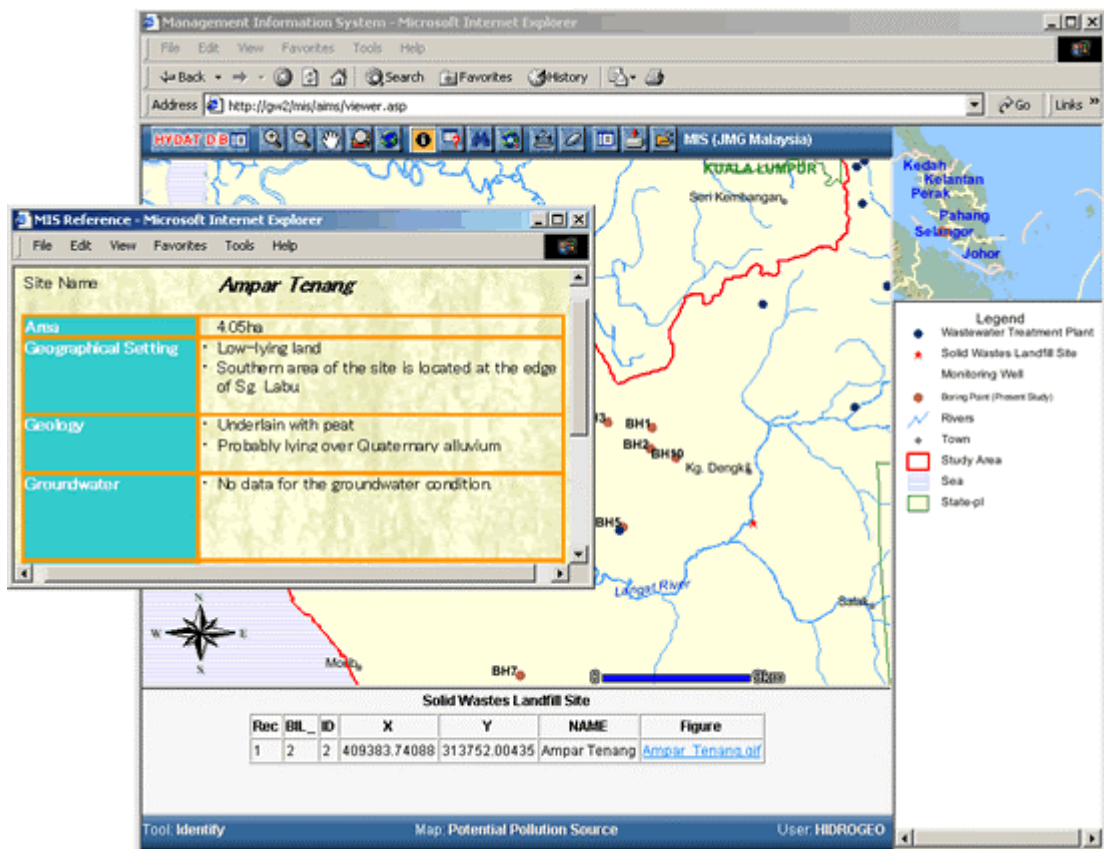 Management Information System - Microsoft Internet Explorer
File Edit View Favorites Tools Help
Back Search Favorites History
Address http://gw2/mis/aims/viewer.asp Go Links »
HYDAT D B MIS (JMG Malaysia)
KUALA LUMPUR
Seri Kembangan
Kedah
Kelantan
Perak
Pahang
Selangor
Johor
MIS Reference - Microsoft Internet Explorer
File Edit View Favorites Tools Help
Site Name Ampar Tenang
Area 4.05ha
Geographical Setting · Low-lying land
· Southern area of the site is located at the edge
of Sg. Labu
Geology · Underlain with peat
· Probably lying over Quaternary alluvium
Groundwater · No data for the groundwater condition.
BH1
BH2
BH10
Kg. Dengkil
BH5
Langat River
N
W E
S
Morib
BH7
0
Legend
Wastewater Treatment Plant
Solid Wastes Landfill Site
Monitoring Well
Boring Point (Present Study)
Rivers
Town
Study Area
Sea
State-pl
Solid Wastes Landfill Site
Rec BIL_ ID X Y NAME Figure
1 2 2 409383.74088 313752.00435 Ampar Tenang Ampar_Tenang.gif
Tool: Identify Map: Potential Pollution Source User: HIDROGEO